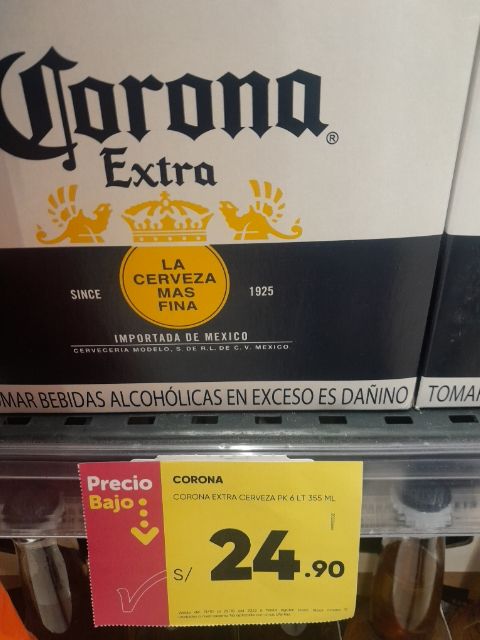 Corona®
Extra
LA
CERVEZA
MAS
FINA
SINCE 1925
IMPORTADA DE MEXICO
CERVECERIA MODELO, S. DE R.L. DE C.V. MEXICO.
OMAR BEBIDAS ALCOHÓLICAS EN EXCESO ES DAÑINO
TOMAR
Precio
Bajo
CORONA
CORONA EXTRA CERVEZA PK 6 LT 355 ML
S/ 24.90